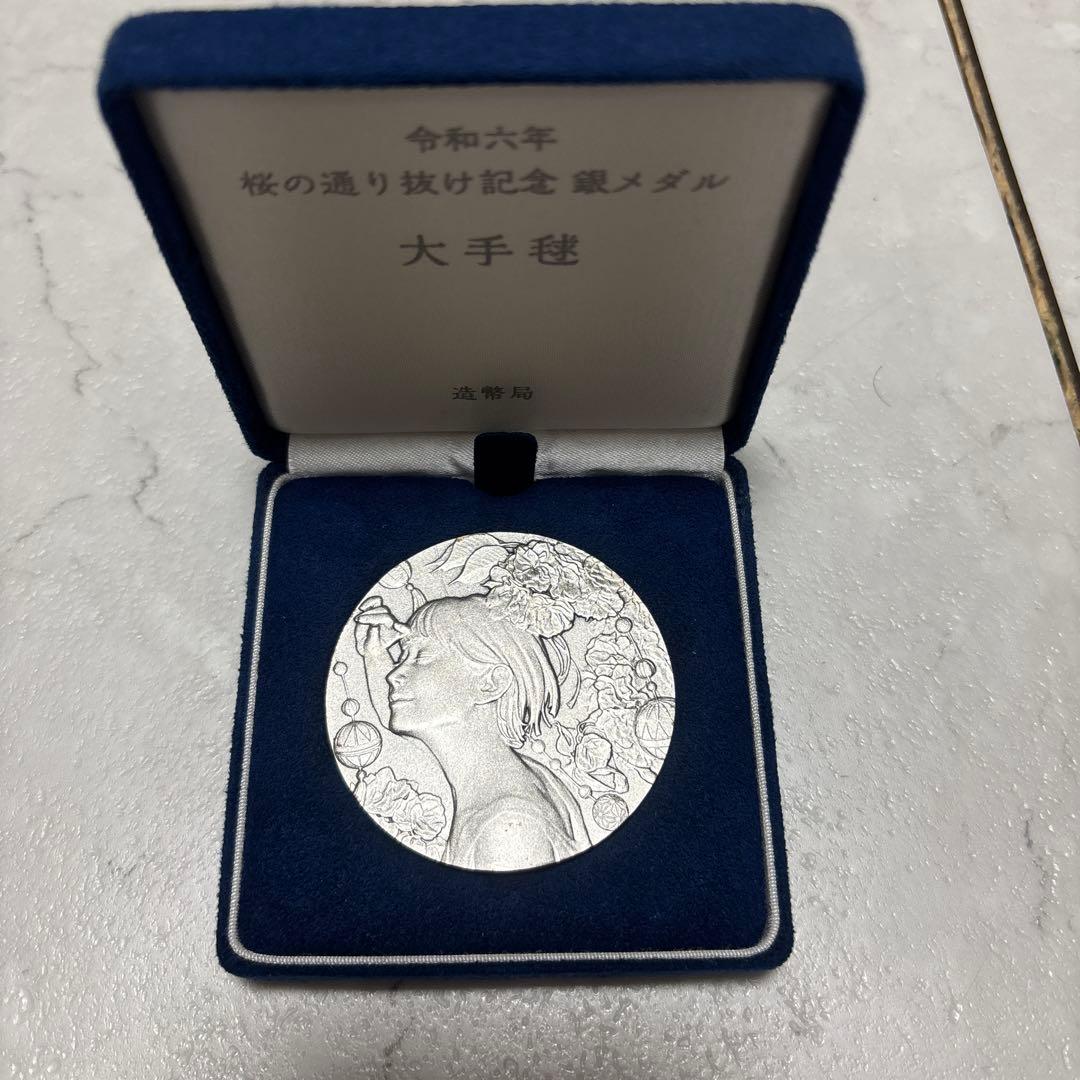 令和六年
桜の通り抜け記念 銀メダル
大手毬
造幣局